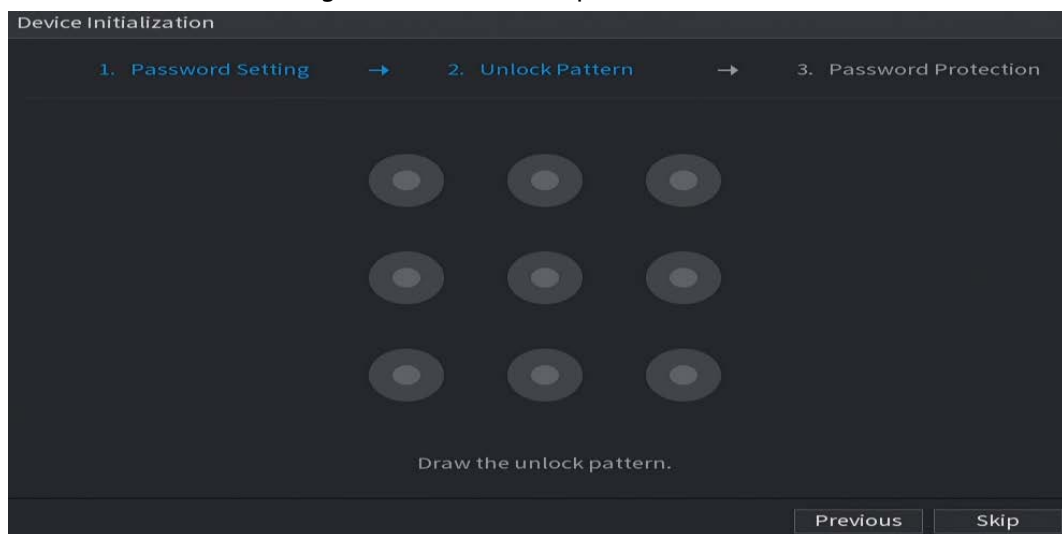 Device Initialization
1. Password Setting → 2. Unlock Pattern → 3. Password Protection
Draw the unlock pattern.
Previous Skip